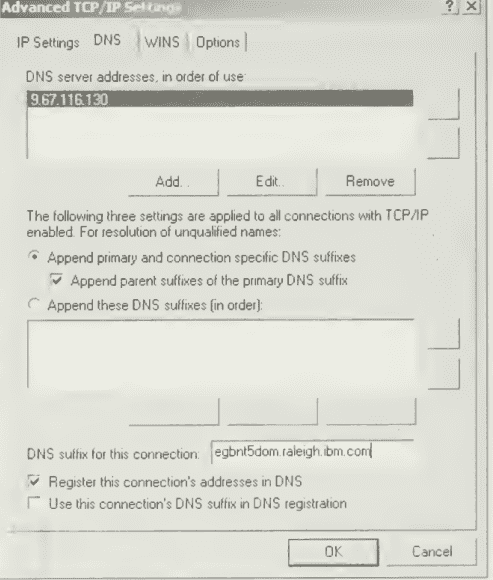 Advanced TCP/IP Settings
IP Settings DNS WINS Options
DNS server addresses, in order of use:
9.67.116.130
Add.. Edit.. Remove
The following three settings are applied to all connections with TCP/IP
enabled. For resolution of unqualified names:
Append primary and connection specific DNS suffixes
Append parent suffixes of the primary DNS suffix
Append these DNS suffixes (in order):
DNS suffix for this connection: egbnt5dom.raleigh.ibm.com
Register this connection's addresses in DNS
Use this connection's DNS suffix in DNS registration
OK Cancel